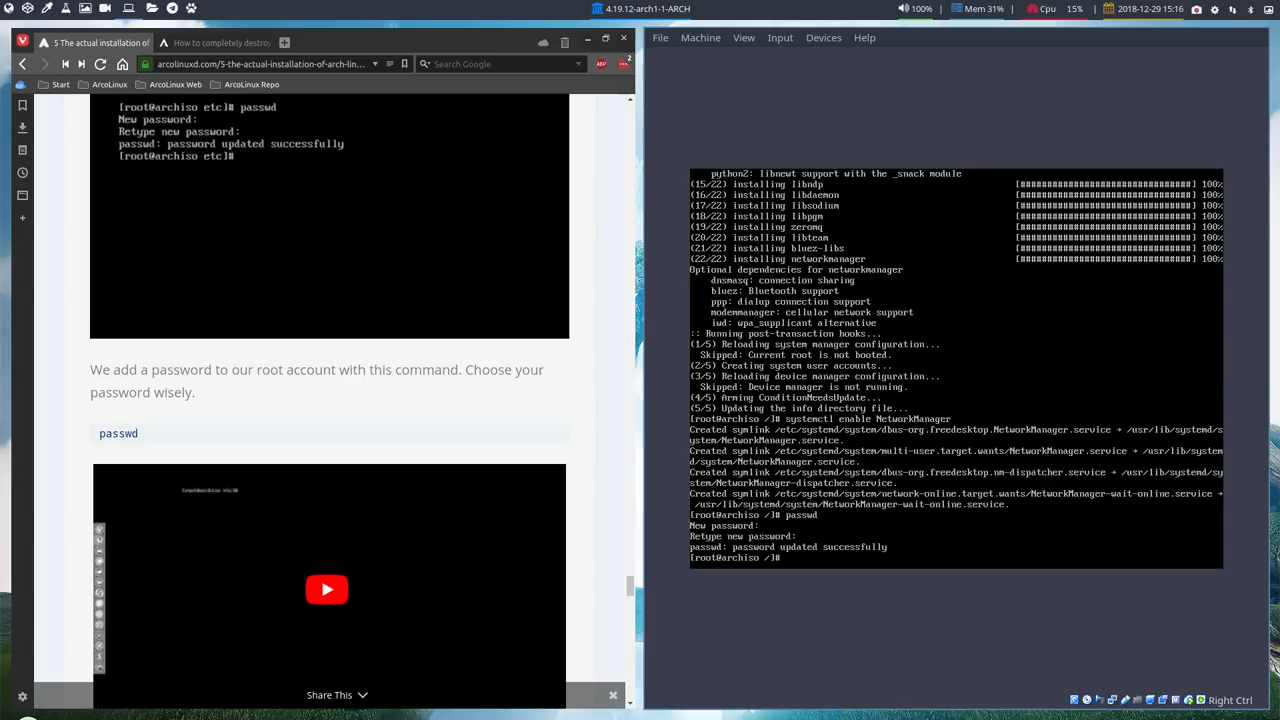 4.19.12-arch1-1-ARCH
100%
Mem 31%
Cpu 15%
2018-12-29 15:16
5 The actual installation of
How to completely destroy
arcolinuxd.com/5-the-actual-installation-of-arch-lin...
Search Google
ABP
2
Start
ArcoLinux
ArcoLinux Web
ArcoLinux Repo
[root@archiso etc]# passwd
New password:
Retype new password:
passwd: password updated successfully
[root@archiso etc]#
We add a password to our root account with this command. Choose your
password wisely.
passwd
[root@archiso etc]#
Share This
File Machine View Input Devices Help
python2: libnewt support with the _snack module
(15/22) installing libndp [################################] 100%
(16/22) installing libdaemon [################################] 100%
(17/22) installing libsodium [################################] 100%
(18/22) installing libpgm [################################] 100%
(19/22) installing zeromq [################################] 100%
(20/22) installing libteam [################################] 100%
(21/22) installing bluez-libs [################################] 100%
(22/22) installing networkmanager [################################] 100%
Optional dependencies for networkmanager
dnsmasq: connection sharing
bluez: Bluetooth support
ppp: dialup connection support
modemmanager: cellular network support
iwd: wpa_supplicant alternative
:: Running post-transaction hooks...
(1/5) Reloading system manager configuration...
Skipped: Current root is not booted.
(2/5) Creating system user accounts...
(3/5) Reloading device manager configuration...
Skipped: Device manager is not running.
(4/5) Arming ConditionNeedsUpdate...
(5/5) Updating the info directory file...
[root@archiso /]# systemctl enable NetworkManager
Created symlink /etc/systemd/system/dbus-org.freedesktop.NetworkManager.service → /usr/lib/systemd/s
ystem/NetworkManager.service.
Created symlink /etc/systemd/system/multi-user.target.wants/NetworkManager.service → /usr/lib/system
d/system/NetworkManager.service.
Created symlink /etc/systemd/system/dbus-org.freedesktop.nm-dispatcher.service → /usr/lib/systemd/sy
stem/NetworkManager-dispatcher.service.
Created symlink /etc/systemd/system/network-online.target.wants/NetworkManager-wait-online.service →
/usr/lib/systemd/system/NetworkManager-wait-online.service.
[root@archiso /]# passwd
New password:
Retype new password:
passwd: password updated successfully
[root@archiso /]#
Right Ctrl